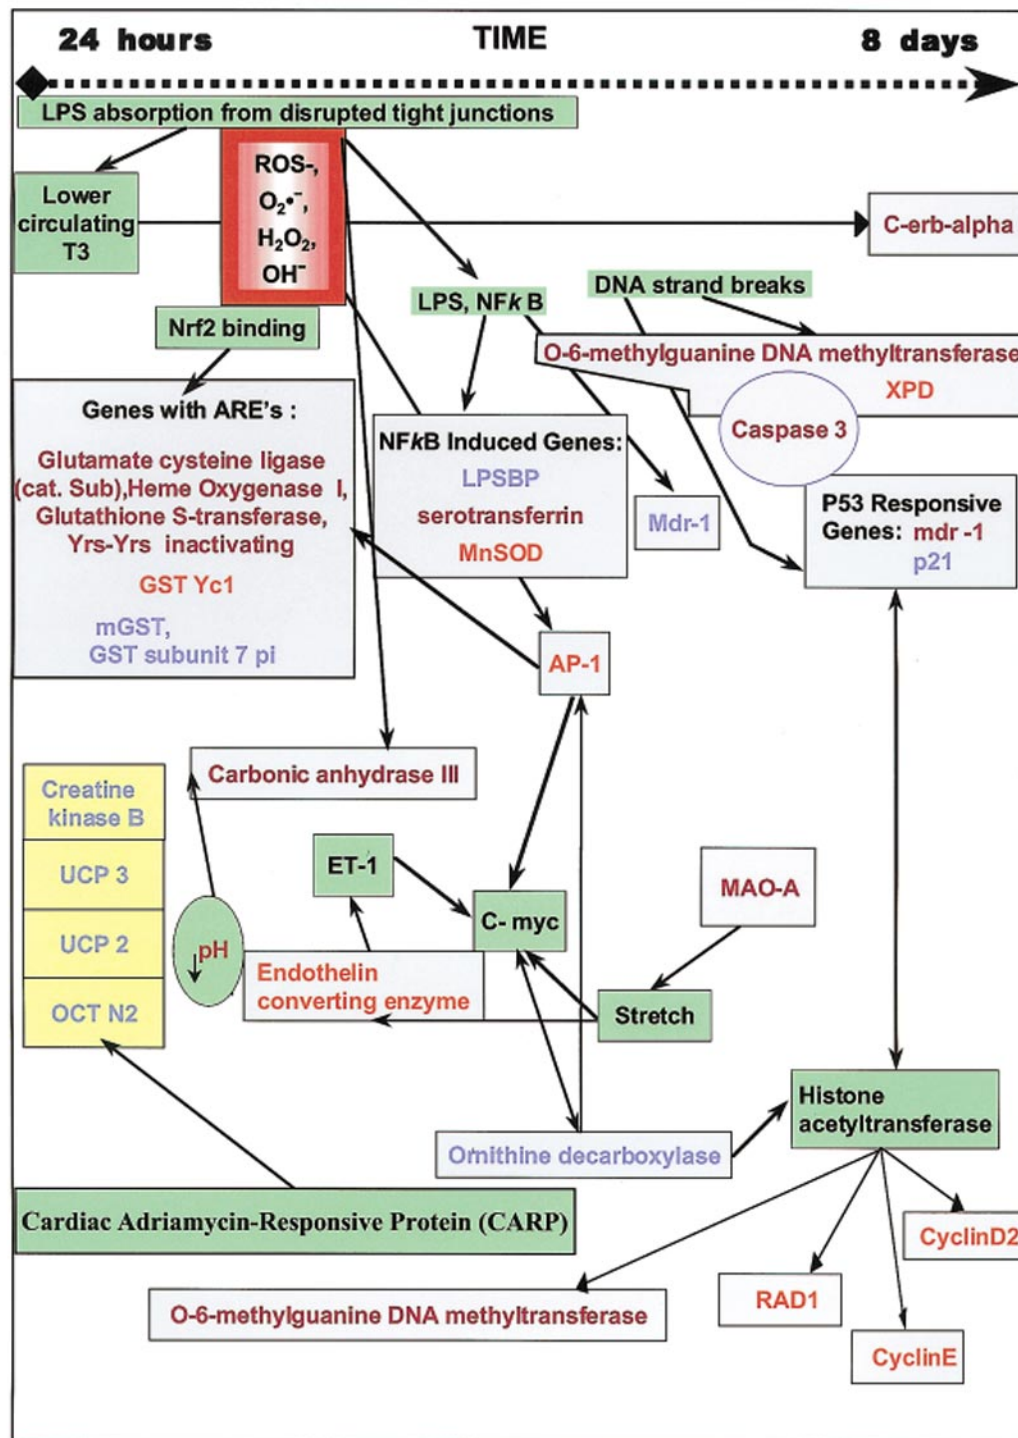 24 hours TIME 8 days
LPS absorption from disrupted tight junctions
ROS-,
O₂•⁻,
H₂O₂,
OH⁻
Lower
circulating
T3
C-erb-alpha
LPS, NFkB
DNA strand breaks
Nrf2 binding
O-6-methylguanine DNA methyltransferase
XPD
Caspase 3
Genes with ARE's :
Glutamate cysteine ligase
(cat. Sub),Heme Oxygenase I,
Glutathione S-transferase,
Yrs-Yrs inactivating
GST Yc1
mGST,
GST subunit 7 pi
NFkB Induced Genes:
LPSBP
serotransferrin
MnSOD
Mdr-1
P53 Responsive
Genes: mdr -1
p21
AP-1
Carbonic anhydrase III
Creatine
kinase B
UCP 3
UCP 2
OCT N2
ET-1
MAO-A
C- myc
↓pH
Endothelin
converting enzyme
Stretch
Histone
acetyltransferase
Ornithine decarboxylase
Cardiac Adriamycin-Responsive Protein (CARP)
CyclinD2
RAD1
O-6-methylguanine DNA methyltransferase
CyclinE